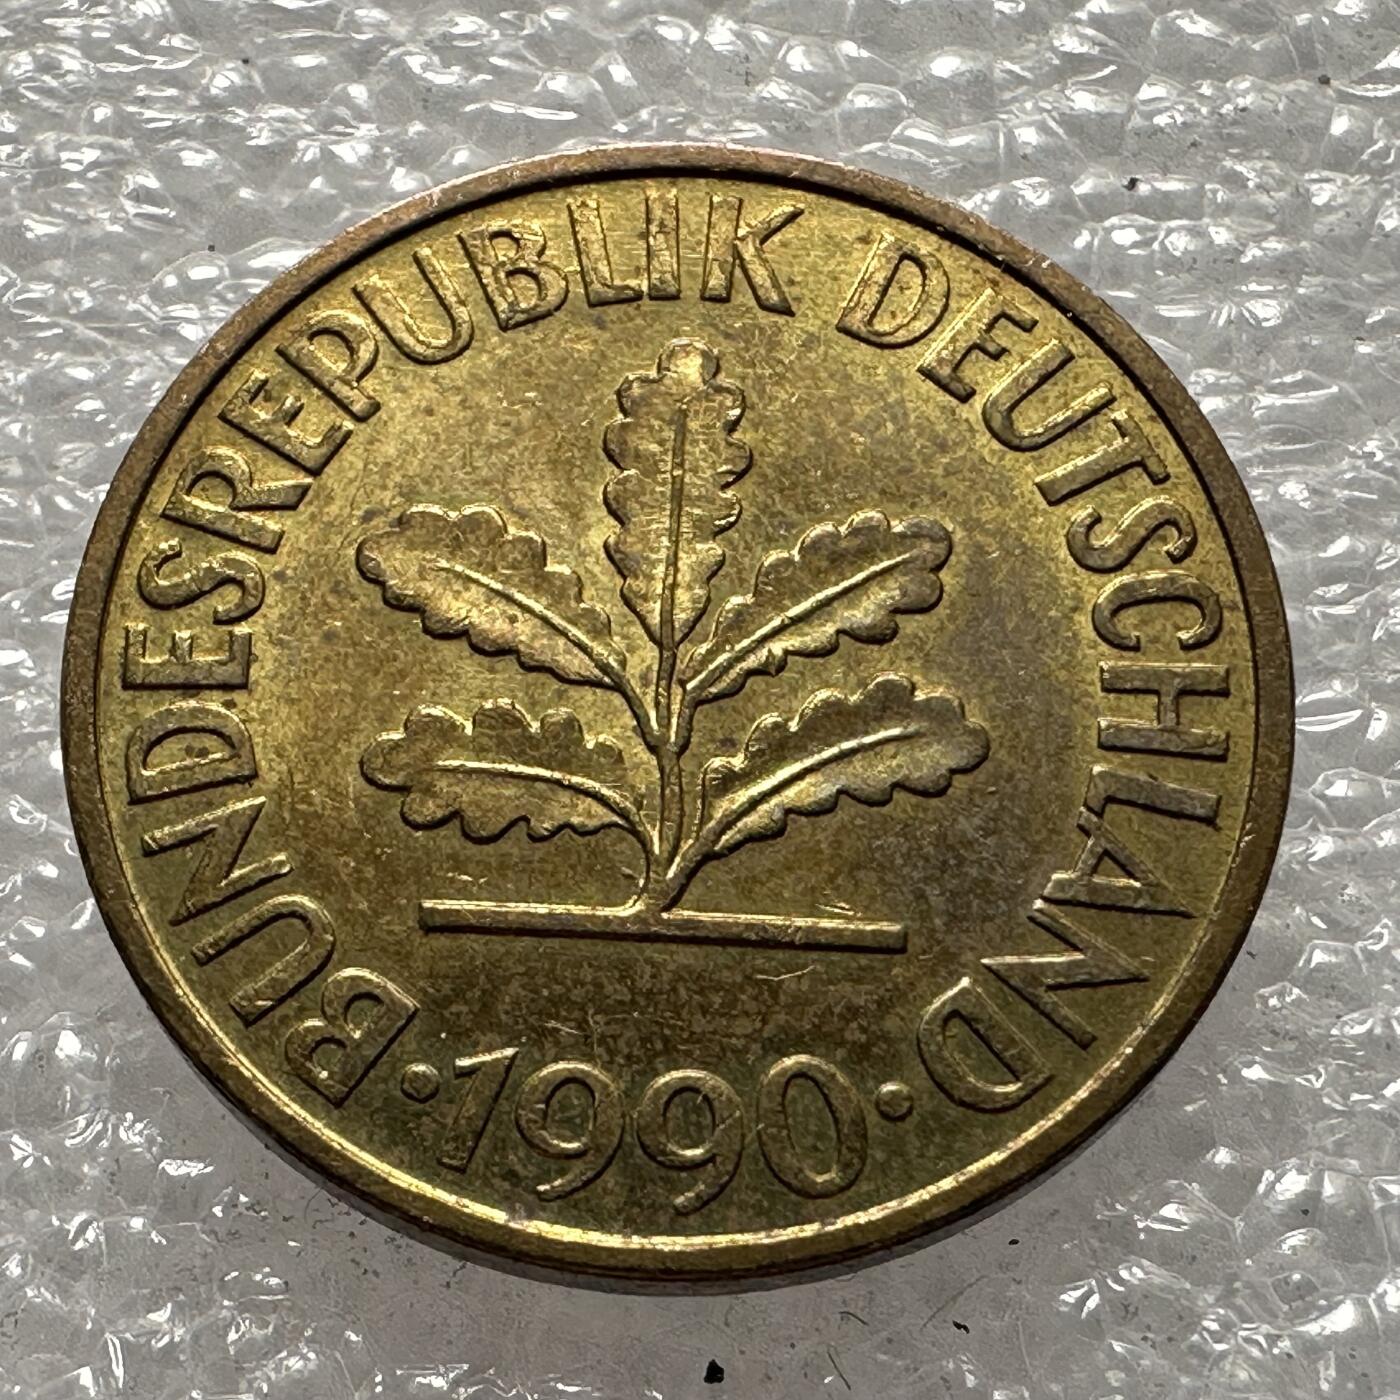 BUNDESREPUBLIK DEUTSCHLAND
· 1990 ·